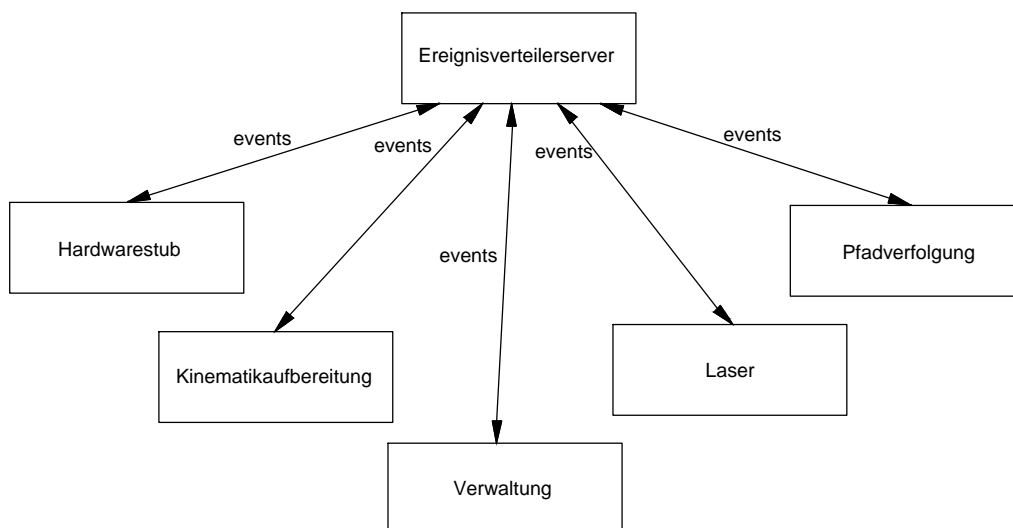 Ereignisverteilerserver
events
events
events
events
events
Hardwarestub
Pfadverfolgung
Kinematikaufbereitung
Laser
Verwaltung